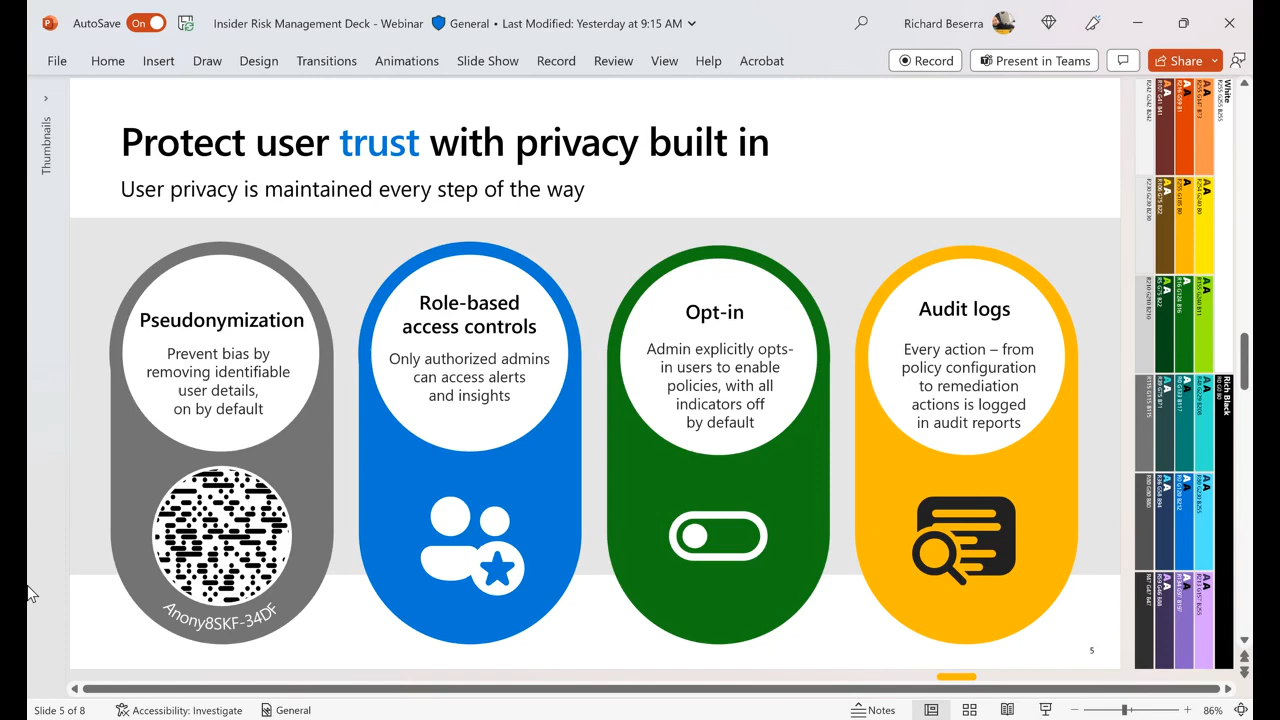 AutoSave On Insider Risk Management Deck - Webinar General • Last Modified: Yesterday at 9:15 AM Richard Beserra
File Home Insert Draw Design Transitions Animations Slide Show Record Review View Help Acrobat Record Present in Teams Share
Thumbnails
Protect user trust with privacy built in
User privacy is maintained every step of the way
Pseudonymization
Prevent bias by
removing identifiable
user details,
on by default
Anony8SKF-34DF
Role-based
access controls
Only authorized admins
can access alerts
and insights
Opt-in
Admin explicitly opts-
in users to enable
policies, with all
indicators off
by default
Audit logs
Every action – from
policy configuration
to remediation
actions is logged
in audit reports
5
White
Rich Black
Slide 5 of 8 Accessibility: Investigate General Notes 86%